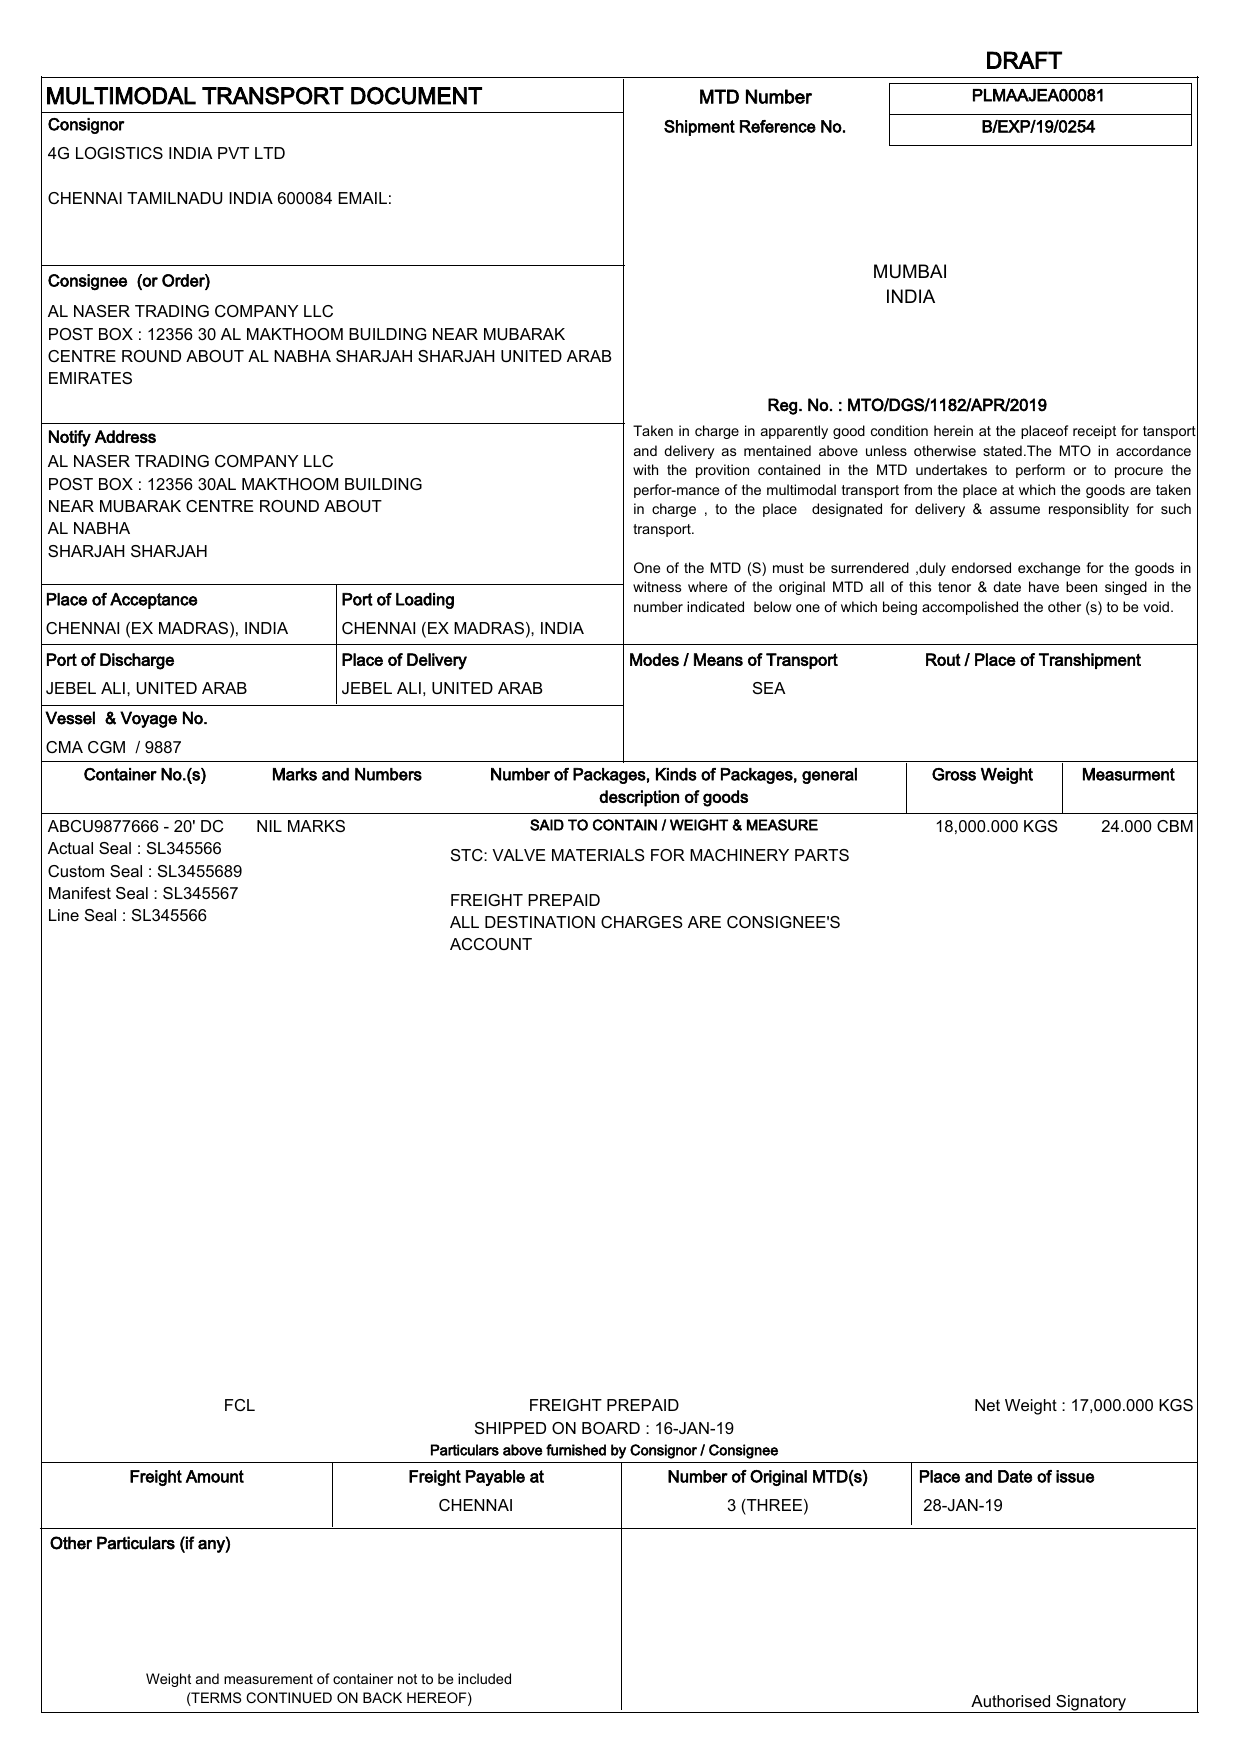 DRAFT
MULTIMODAL TRANSPORT DOCUMENT
MTD Number
PLMAAJEA00081
Shipment Reference No.
B/EXP/19/0254
Consignor
4G LOGISTICS INDIA PVT LTD
CHENNAI TAMILNADU INDIA 600084 EMAIL:
MUMBAI
INDIA
Consignee (or Order)
AL NASER TRADING COMPANY LLC
POST BOX : 12356 30 AL MAKTHOOM BUILDING NEAR MUBARAK
CENTRE ROUND ABOUT AL NABHA SHARJAH SHARJAH UNITED ARAB
EMIRATES
Reg. No. : MTO/DGS/1182/APR/2019
Notify Address
AL NASER TRADING COMPANY LLC
POST BOX : 12356 30AL MAKTHOOM BUILDING
NEAR MUBARAK CENTRE ROUND ABOUT
AL NABHA
SHARJAH SHARJAH
Taken in charge in apparently good condition herein at the placeof receipt for tansport
and delivery as mentained above unless otherwise stated.The MTO in accordance
with the provition contained in the MTD undertakes to perform or to procure the
perfor-mance of the multimodal transport from the place at which the goods are taken
in charge , to the place designated for delivery & assume responsiblity for such
transport.
One of the MTD (S) must be surrendered ,duly endorsed exchange for the goods in
witness where of the original MTD all of this tenor & date have been singed in the
number indicated below one of which being accompolished the other (s) to be void.
Place of Acceptance
CHENNAI (EX MADRAS), INDIA
Port of Loading
CHENNAI (EX MADRAS), INDIA
Port of Discharge
JEBEL ALI, UNITED ARAB
Place of Delivery
JEBEL ALI, UNITED ARAB
Modes / Means of Transport
SEA
Rout / Place of Transhipment
Vessel & Voyage No.
CMA CGM / 9887
Container No.(s)
Marks and Numbers
Number of Packages, Kinds of Packages, general
description of goods
Gross Weight
Measurment
ABCU9877666 - 20' DC
Actual Seal : SL345566
Custom Seal : SL3455689
Manifest Seal : SL345567
Line Seal : SL345566
NIL MARKS
SAID TO CONTAIN / WEIGHT & MEASURE
STC: VALVE MATERIALS FOR MACHINERY PARTS
FREIGHT PREPAID
ALL DESTINATION CHARGES ARE CONSIGNEE'S
ACCOUNT
18,000.000 KGS
24.000 CBM
FCL
FREIGHT PREPAID
Net Weight : 17,000.000 KGS
SHIPPED ON BOARD : 16-JAN-19
Particulars above furnished by Consignor / Consignee
Freight Amount
Freight Payable at
CHENNAI
Number of Original MTD(s)
3 (THREE)
Place and Date of issue
28-JAN-19
Other Particulars (if any)
Weight and measurement of container not to be included
(TERMS CONTINUED ON BACK HEREOF)
Authorised Signatory